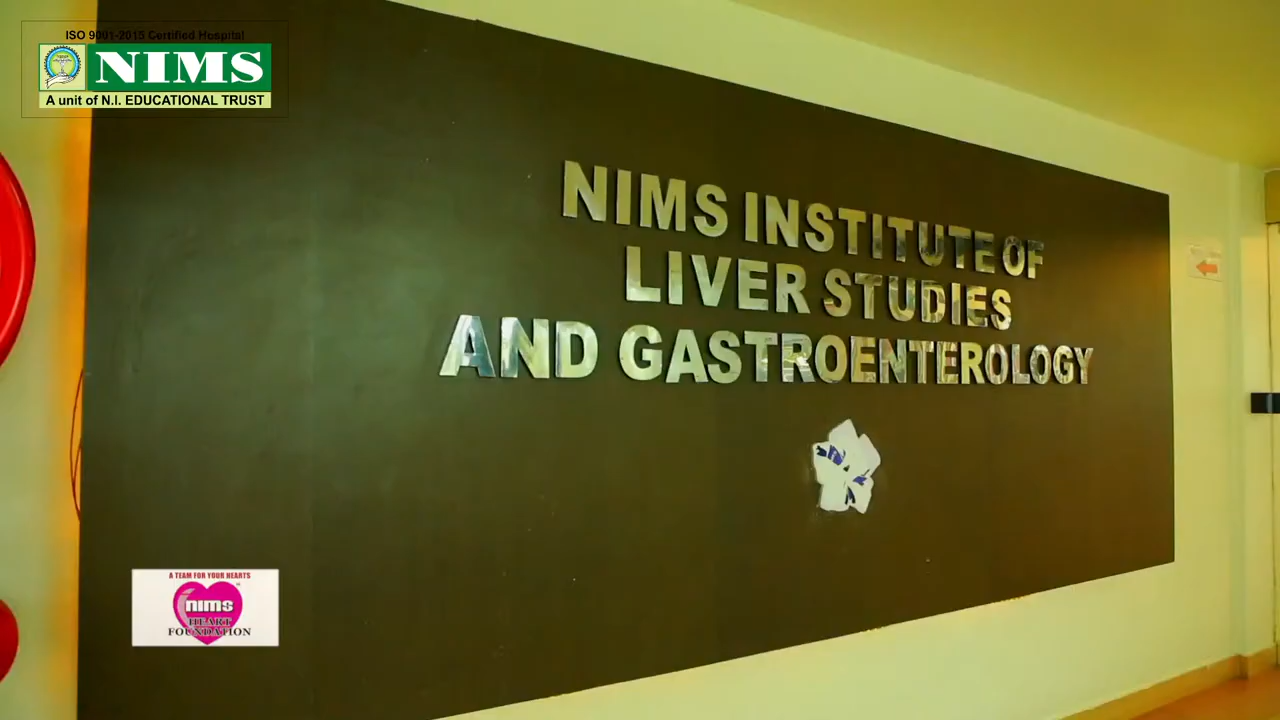 ISO 9001-2015 Certified Hospital
NIMS
A unit of N.I. EDUCATIONAL TRUST
NIMS INSTITUTE OF
LIVER STUDIES
AND GASTROENTEROLOGY
A TEAM FOR YOUR HEARTS
nims
HEART
FOUNDATION